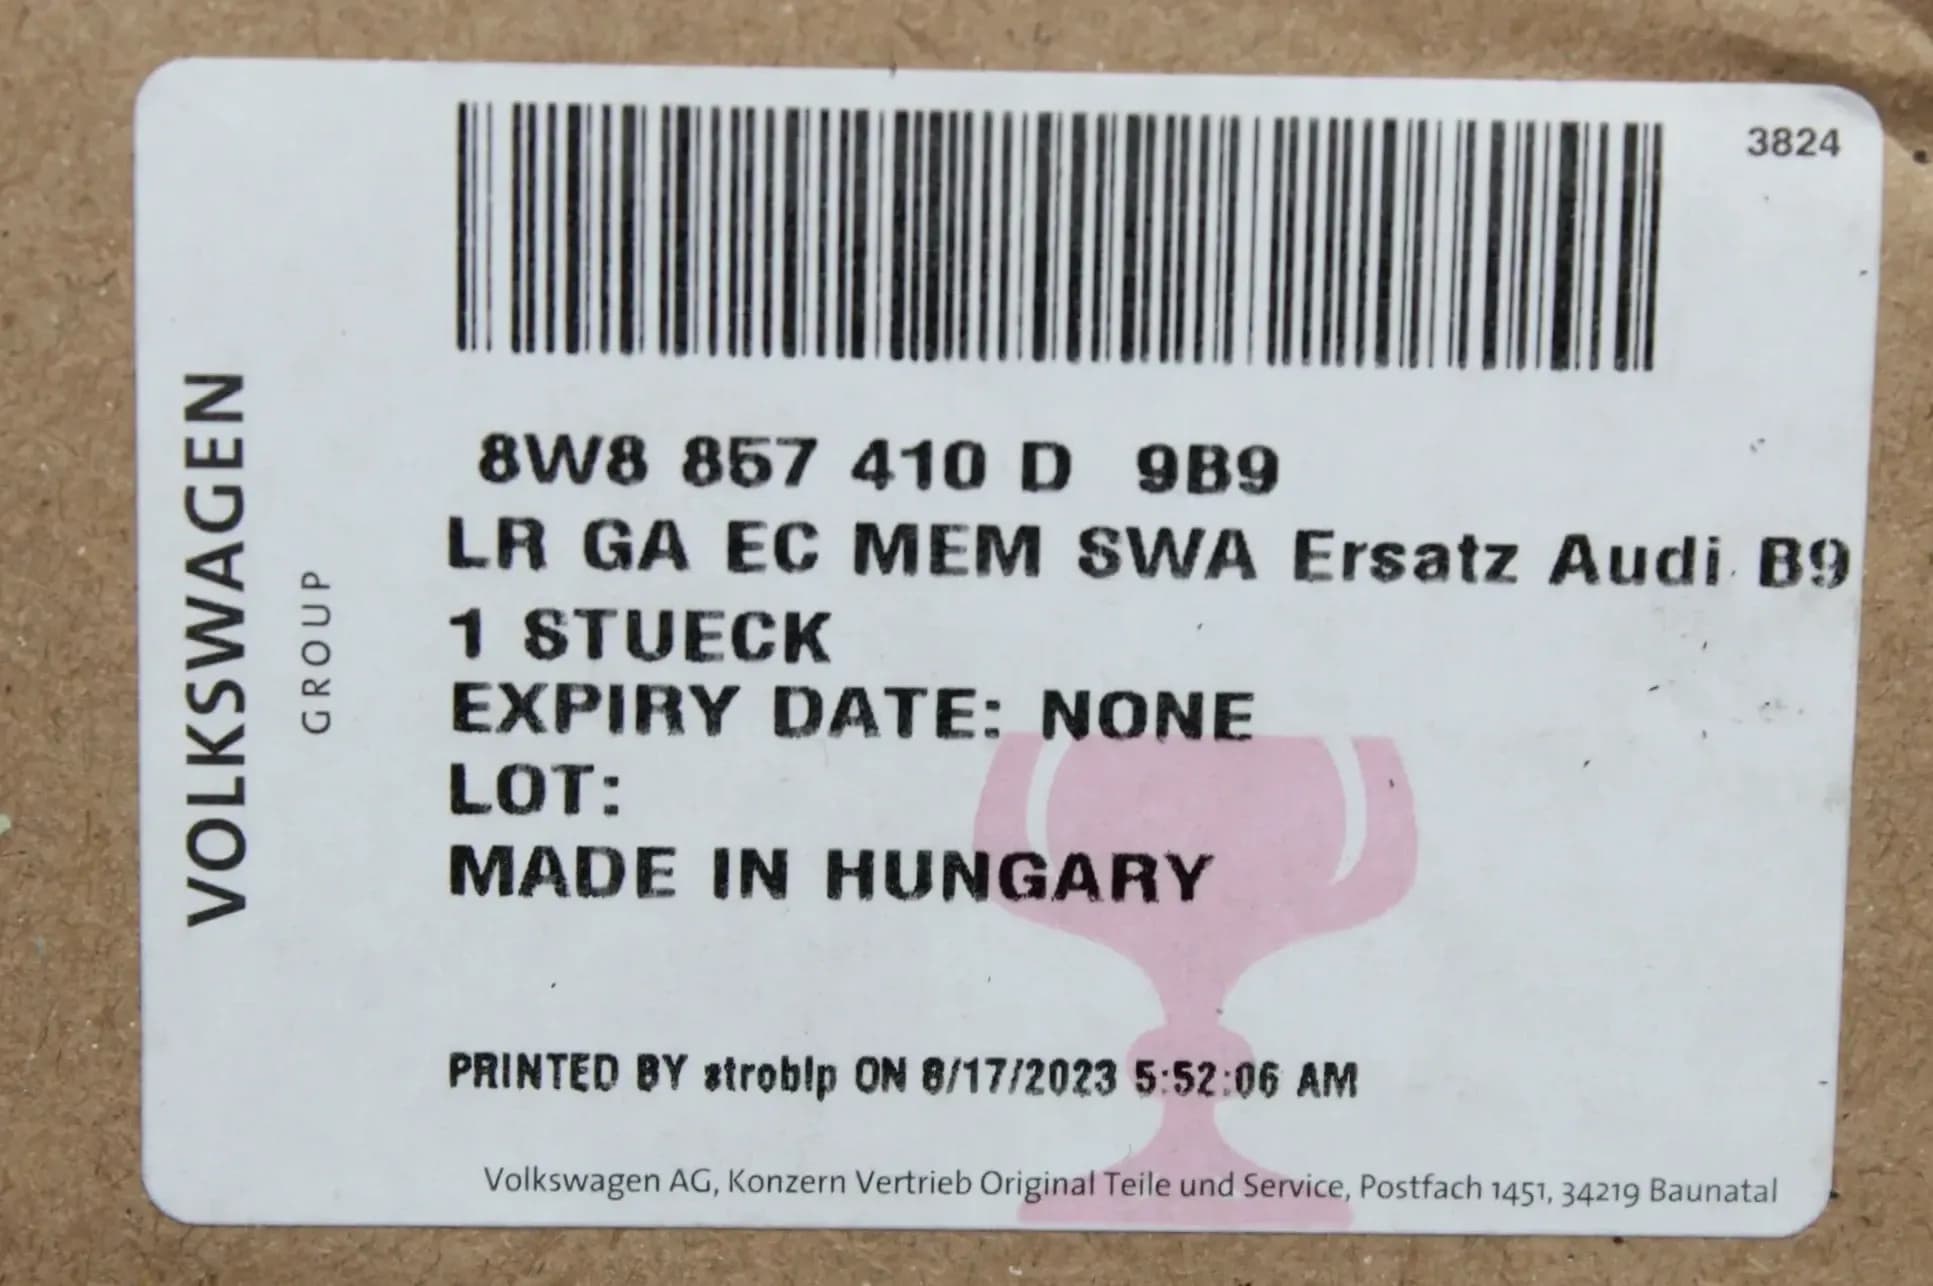 3824
VOLKSWAGEN
GROUP
8W8 857 410 D 9B9
LR GA EC MEM SWA Ersatz Audi B9
1 STUECK
EXPIRY DATE: NONE
LOT:
MADE IN HUNGARY
PRINTED BY stroblp ON 8/17/2023 5:52:06 AM
Volkswagen AG, Konzern Vertrieb Original Teile und Service, Postfach 1451, 34219 Baunatal